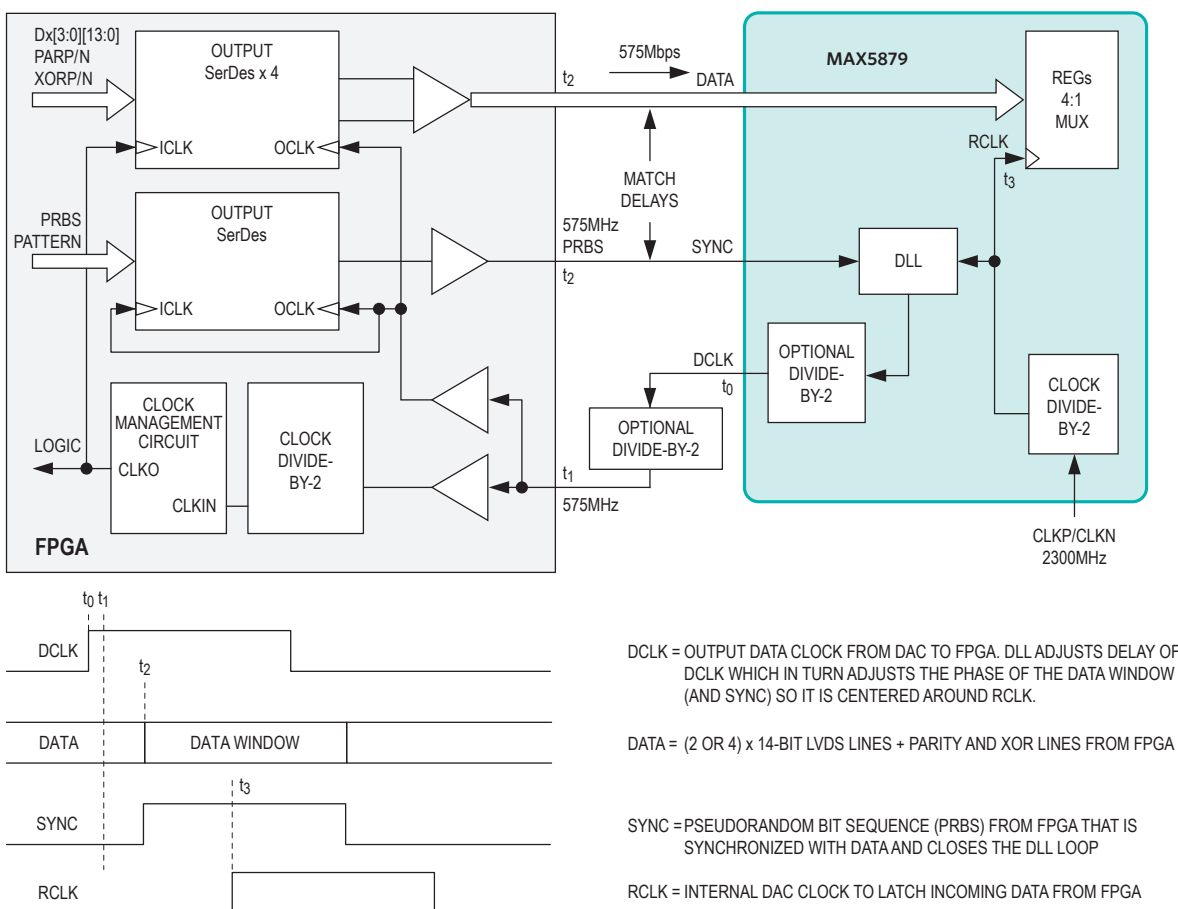 Dx[3:0][13:0]
PARP/N
XORP/N
OUTPUT
SerDes x 4
ICLK
OCLK
t2
575Mbps
DATA
MAX5879
REGs
4:1
MUX
RCLK
t3
MATCH
DELAYS
PRBS
PATTERN
OUTPUT
SerDes
ICLK
OCLK
575MHz
PRBS
t2
SYNC
DLL
OPTIONAL
DIVIDE-
BY-2
DCLK
t0
OPTIONAL
DIVIDE-BY-2
CLOCK
DIVIDE-
BY-2
LOGIC
CLOCK
MANAGEMENT
CIRCUIT
CLKO
CLKIN
CLOCK
DIVIDE-
BY-2
t1
575MHz
FPGA
CLKP/CLKN
2300MHz
t0 t1
DCLK
t2
DATA
DATA WINDOW
t3
SYNC
RCLK
DCLK = OUTPUT DATA CLOCK FROM DAC TO FPGA. DLL ADJUSTS DELAY OF
DCLK WHICH IN TURN ADJUSTS THE PHASE OF THE DATA WINDOW
(AND SYNC) SO IT IS CENTERED AROUND RCLK.
DATA = (2 OR 4) x 14-BIT LVDS LINES + PARITY AND XOR LINES FROM FPGA
SYNC = PSEUDORANDOM BIT SEQUENCE (PRBS) FROM FPGA THAT IS
SYNCHRONIZED WITH DATA AND CLOSES THE DLL LOOP
RCLK = INTERNAL DAC CLOCK TO LATCH INCOMING DATA FROM FPGA